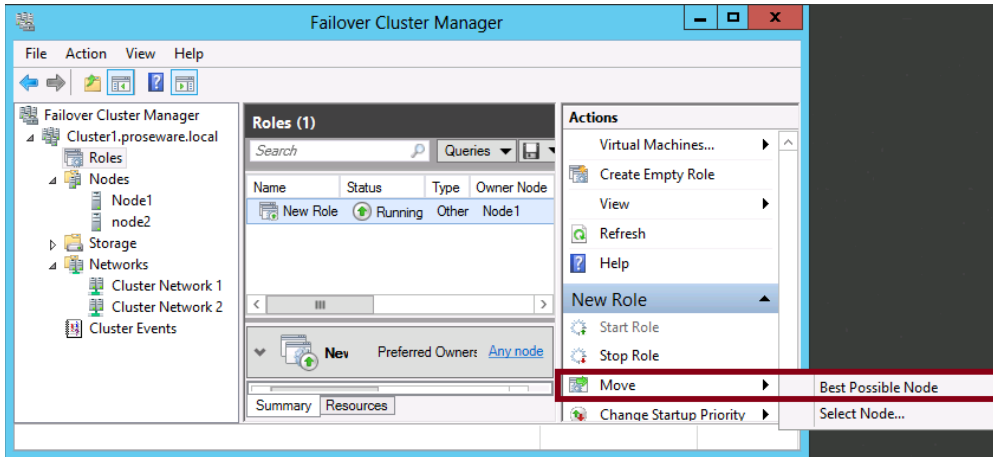 Failover Cluster Manager
File Action View Help
Failover Cluster Manager
Cluster1.proseware.local
Roles
Nodes
Node1
node2
Storage
Networks
Cluster Network 1
Cluster Network 2
Cluster Events
Roles (1)
Search Queries
Name Status Type Owner Node
New Role Running Other Node1
New Preferred Owners Any node
Summary Resources
Actions
Virtual Machines...
Create Empty Role
View
Refresh
Help
New Role
Start Role
Stop Role
Move
Change Startup Priority
Best Possible Node
Select Node...